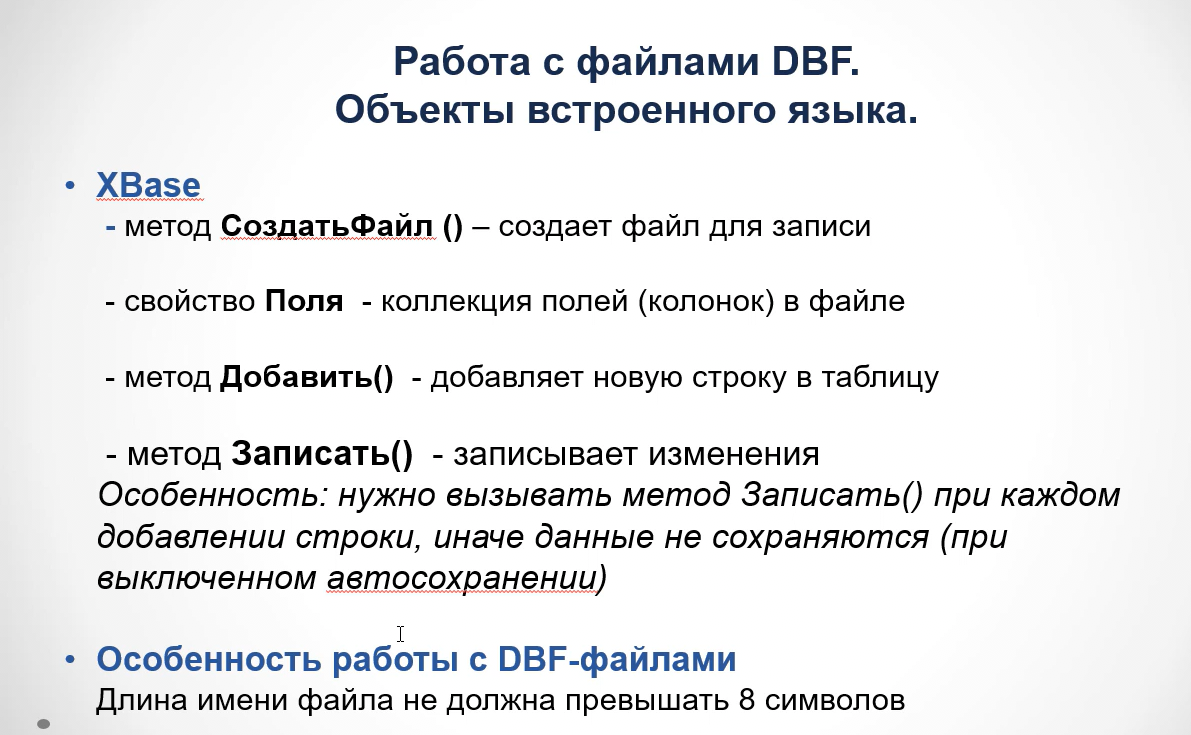 Работа с файлами DBF.
Объекты встроенного языка.
• XBase
- метод СоздатьФайл () – создает файл для записи
- свойство Поля - коллекция полей (колонок) в файле
- метод Добавить() - добавляет новую строку в таблицу
- метод Записать() - записывает изменения
Особенность: нужно вызывать метод Записать() при каждом
добавлении строки, иначе данные не сохраняются (при
выключенном автосохранении)
• Особенность работы с DBF-файлами
Длина имени файла не должна превышать 8 символов